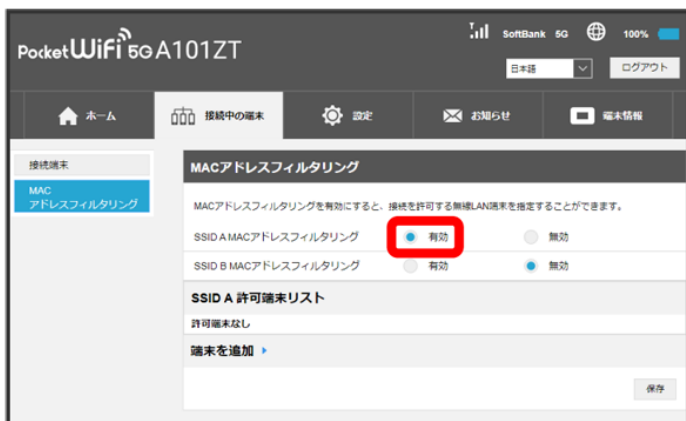 SoftBank 5G 100%
Pocket WiFi 5G A101ZT
日本語 ログアウト
ホーム 接続中の端末 設定 お知らせ 端末情報
接続端末
MAC
アドレスフィルタリング
MACアドレスフィルタリング
MACアドレスフィルタリングを有効にすると、接続を許可する無線LAN端末を指定することができます。
SSID A MACアドレスフィルタリング 有効 無効
SSID B MACアドレスフィルタリング 有効 無効
SSID A 許可端末リスト
許可端末なし
端末を追加
保存